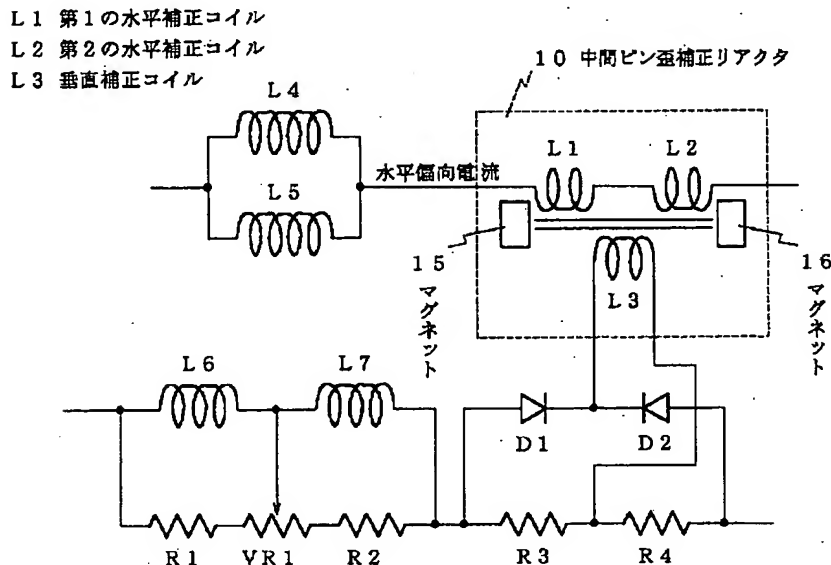 L1 第1の水平補正コイル
L2 第2の水平補正コイル
L3 垂直補正コイル
10 中間ピン歪補正リアクタ
L4
L5
水平偏向電流
L1
L2
15 マグネット
L3
16 マグネット
L6
L7
D1
D2
R1
VR1
R2
R3
R4